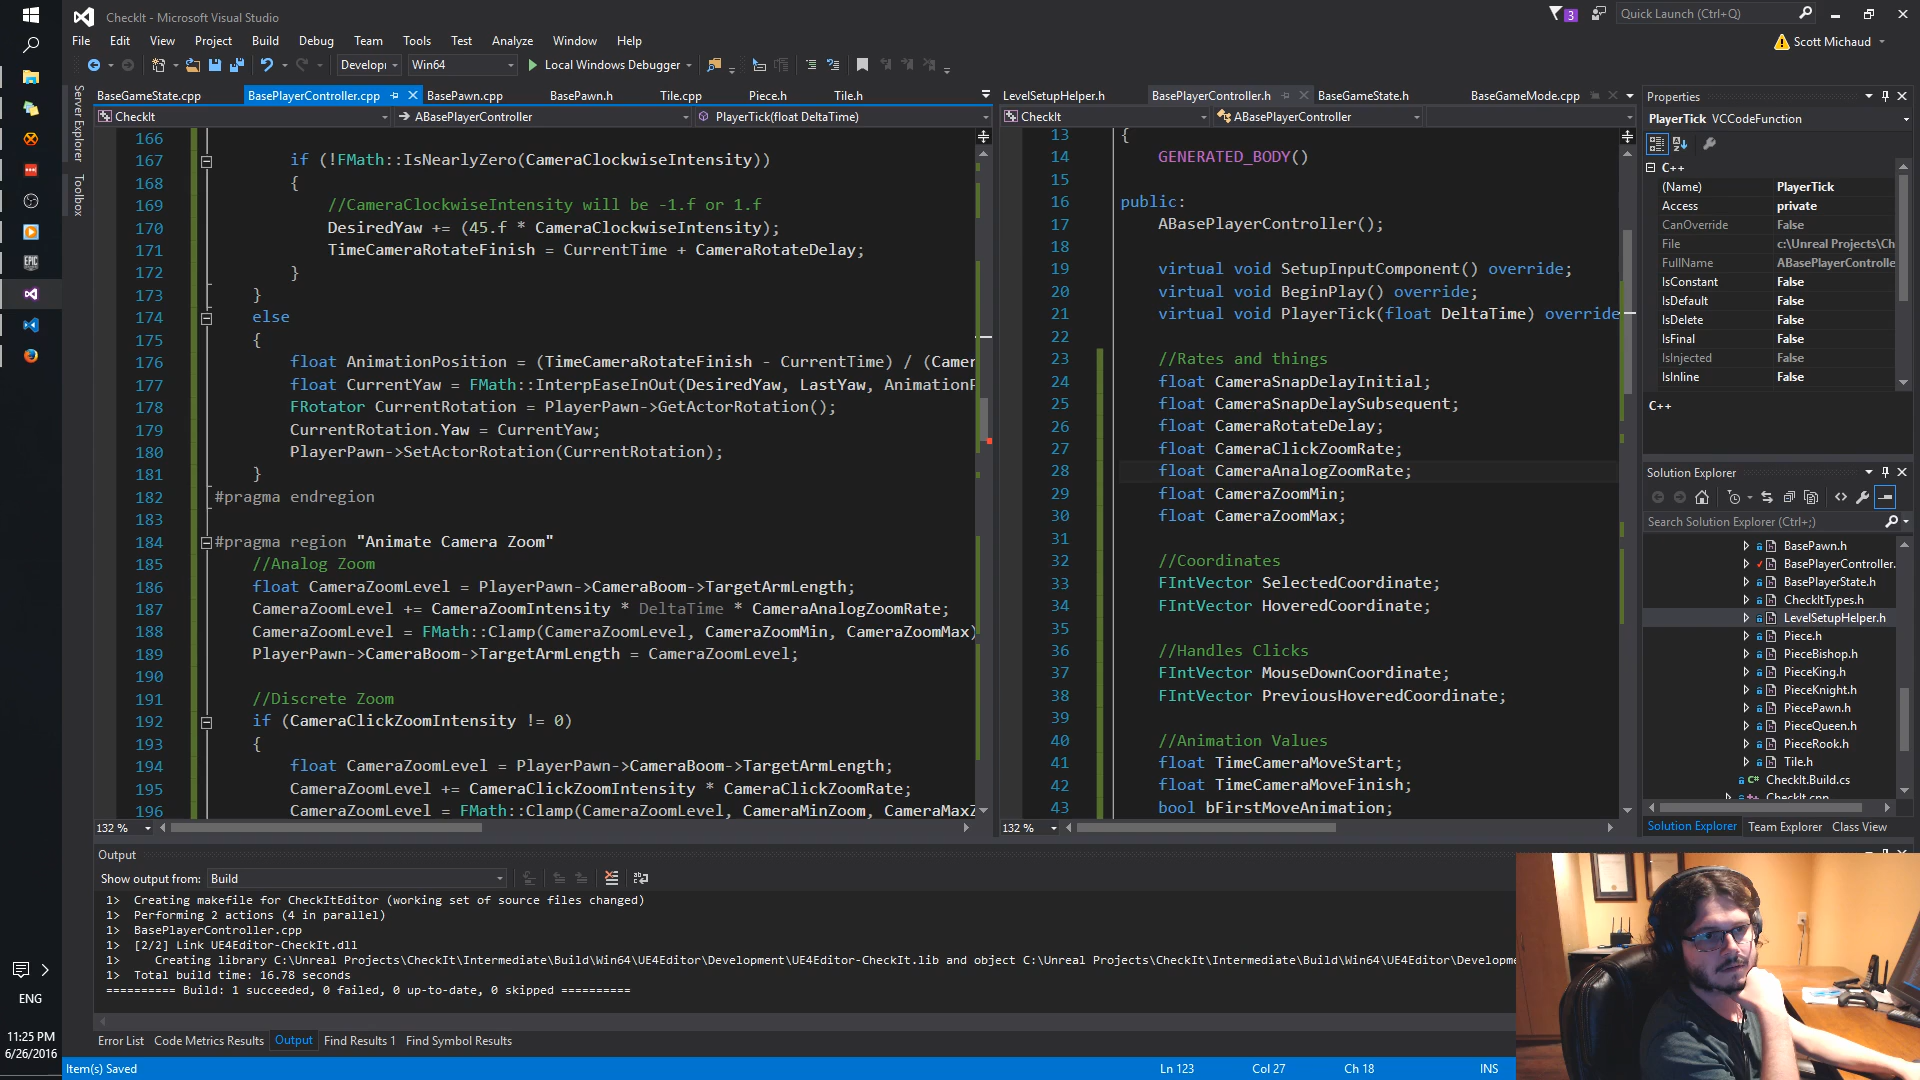 CheckIt - Microsoft Visual Studio
3
Quick Launch (Ctrl+Q)
File Edit View Project Build Debug Team Tools Test Analyze Window Help
Scott Michaud
Win64
Local Windows Debugger
Server Explorer
Toolbox
BaseGameState.cpp BasePlayerController.cpp BasePawn.cpp BasePawn.h Tile.cpp Piece.h Tile.h
CheckIt ABasePlayerController PlayerTick(float DeltaTime)
166
167 if (!FMath::IsNearlyZero(CameraClockwiseIntensity))
168 {
169 //CameraClockwiseIntensity will be -1.f or 1.f
170 DesiredYaw += (45.f * CameraClockwiseIntensity);
171 TimeCameraRotateFinish = CurrentTime + CameraRotateDelay;
172 }
173 }
174 else
175 {
176 float AnimationPosition = (TimeCameraRotateFinish - CurrentTime) / (Camer
177 float CurrentYaw = FMath::InterpEaseInOut(DesiredYaw, LastYaw, AnimationP
178 FRotator CurrentRotation = PlayerPawn->GetActorRotation();
179 CurrentRotation.Yaw = CurrentYaw;
180 PlayerPawn->SetActorRotation(CurrentRotation);
181 }
182 #pragma endregion
183
184 #pragma region "Animate Camera Zoom"
185 //Analog Zoom
186 float CameraZoomLevel = PlayerPawn->CameraBoom->TargetArmLength;
187 CameraZoomLevel += CameraZoomIntensity * DeltaTime * CameraAnalogZoomRate;
188 CameraZoomLevel = FMath::Clamp(CameraZoomLevel, CameraZoomMin, CameraZoomMax)
189 PlayerPawn->CameraBoom->TargetArmLength = CameraZoomLevel;
190
191 //Discrete Zoom
192 if (CameraClickZoomIntensity != 0)
193 {
194 float CameraZoomLevel = PlayerPawn->CameraBoom->TargetArmLength;
195 CameraZoomLevel += CameraClickZoomIntensity * CameraClickZoomRate;
196 CameraZoomLevel = FMath::Clamp(CameraZoomLevel, CameraMinZoom, CameraMaxZ
132 %
LevelSetupHelper.h BasePlayerController.h BaseGameState.h BaseGameMode.cpp
CheckIt ABasePlayerController
13 {
14 GENERATED_BODY()
15
16 public:
17 ABasePlayerController();
18
19 virtual void SetupInputComponent() override;
20 virtual void BeginPlay() override;
21 virtual void PlayerTick(float DeltaTime) override
22
23 //Rates and things
24 float CameraSnapDelayInitial;
25 float CameraSnapDelaySubsequent;
26 float CameraRotateDelay;
27 float CameraClickZoomRate;
28 float CameraAnalogZoomRate;
29 float CameraZoomMin;
30 float CameraZoomMax;
31
32 //Coordinates
33 FIntVector SelectedCoordinate;
34 FIntVector HoveredCoordinate;
35
36 //Handles Clicks
37 FIntVector MouseDownCoordinate;
38 FIntVector PreviousHoveredCoordinate;
39
40 //Animation Values
41 float TimeCameraMoveStart;
42 float TimeCameraMoveFinish;
43 bool bFirstMoveAnimation;
132 %
Properties
PlayerTick VCCodeFunction
C++
(Name) PlayerTick
Access private
CanOverride False
File c:\Unreal Projects\Ch
FullName ABasePlayerControlle
IsConstant False
IsDefault False
IsDelete False
IsFinal False
IsInjected False
IsInline False
C++
Solution Explorer
Search Solution Explorer (Ctrl+;)
BasePawn.h
BasePlayerController.
BasePlayerState.h
CheckItTypes.h
LevelSetupHelper.h
Piece.h
PieceBishop.h
PieceKing.h
PieceKnight.h
PiecePawn.h
PieceQueen.h
PieceRook.h
Tile.h
CheckIt.Build.cs
CheckIt.cpp
Solution Explorer Team Explorer Class View
Output
Show output from: Build
1> Creating makefile for CheckItEditor (working set of source files changed)
1> Performing 2 actions (4 in parallel)
1> BasePlayerController.cpp
1> [2/2] Link UE4Editor-CheckIt.dll
1> Creating library C:\Unreal Projects\CheckIt\Intermediate\Build\Win64\UE4Editor\Development\UE4Editor-CheckIt.lib and object C:\Unreal Projects\CheckIt\Intermediate\Build\Win64\UE4Editor\Developme
1> Total build time: 16.78 seconds
========== Build: 1 succeeded, 0 failed, 0 up-to-date, 0 skipped ==========
Error List Code Metrics Results Output Find Results 1 Find Symbol Results
Item(s) Saved
Ln 123 Col 27 Ch 18 INS
EPIC
ENG
11:25 PM
6/26/2016